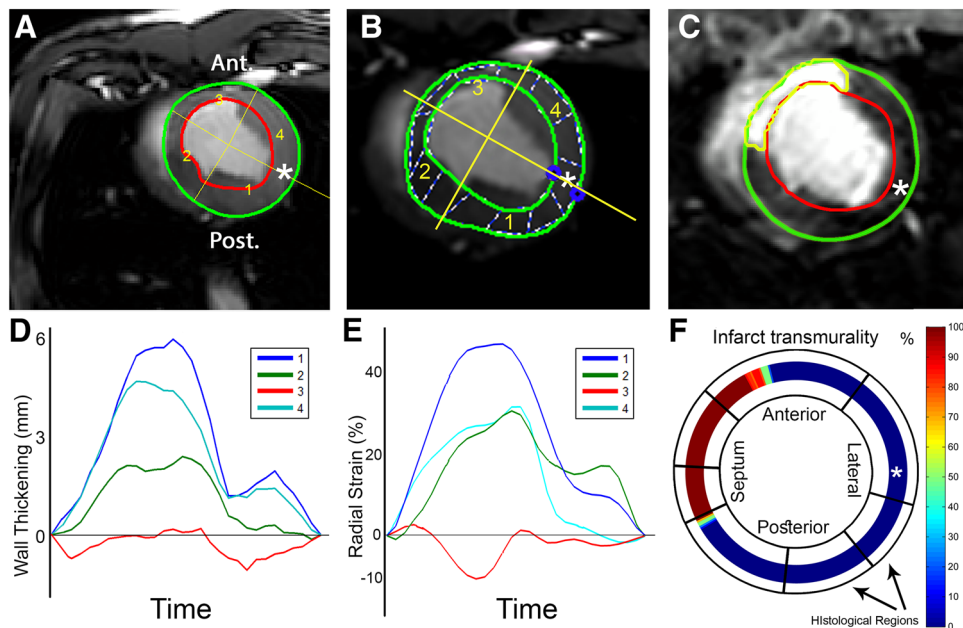 A
Ant.
3
4
2
*
1
Post.
B
3
4
2
*
1
C
*
D
6
3
0
Wall Thickening (mm)
Time
1
2
3
4
E
40
20
0
-10
Radial Strain (%)
Time
1
2
3
4
F
Infarct transmurality
%
Anterior
Septum
Lateral
*
Posterior
HIstological Regions
100
90
80
70
60
50
40
30
20
10
0